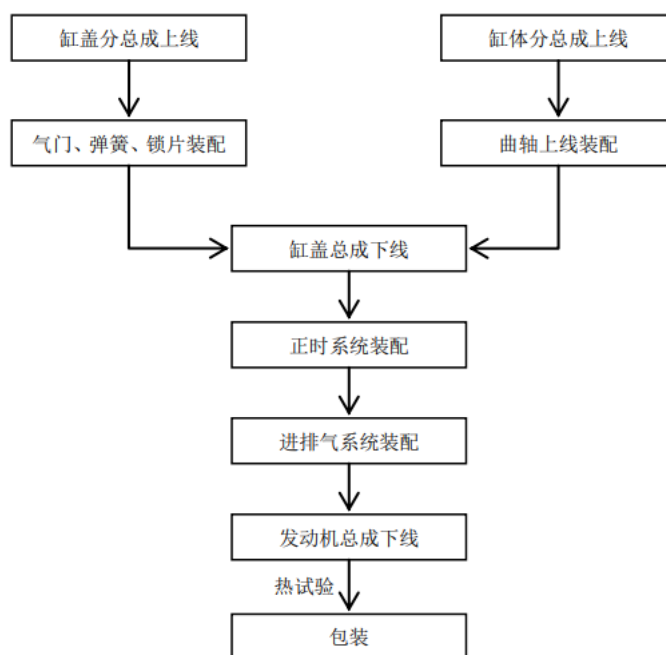 缸盖分总成上线
缸体分总成上线
气门、弹簧、锁片装配
曲轴上线装配
缸盖总成下线
正时系统装配
进排气系统装配
发动机总成下线
热试验
包装